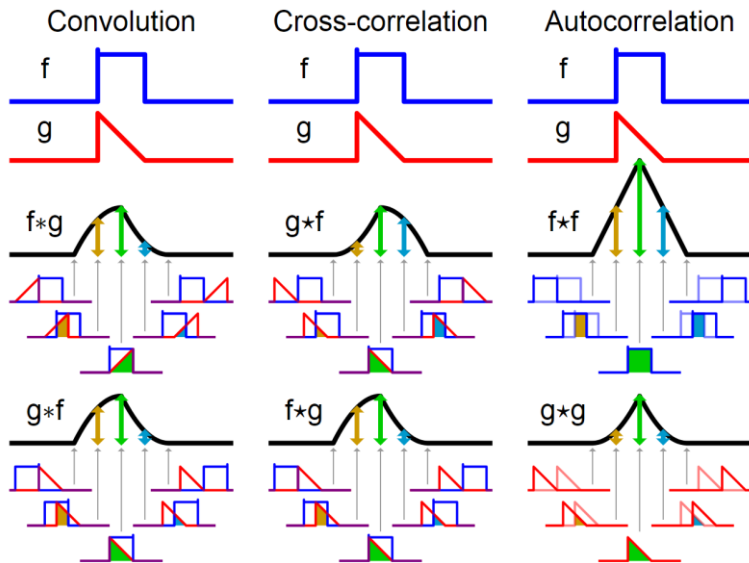 Convolution Cross-correlation Autocorrelation
f f f
g g g
f∗g g⋆f f⋆f
g∗f f⋆g g⋆g